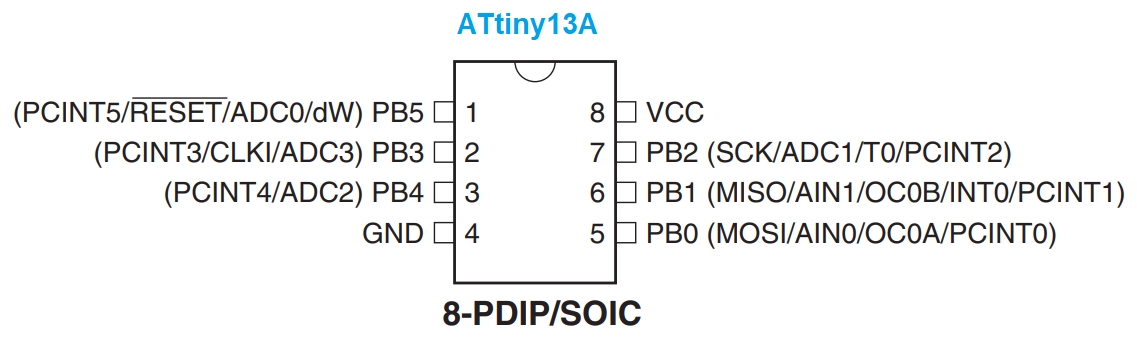 ATtiny13A
(PCINT5/RESET/ADC0/dW) PB5 1 8 VCC
(PCINT3/CLKI/ADC3) PB3 2 7 PB2 (SCK/ADC1/T0/PCINT2)
(PCINT4/ADC2) PB4 3 6 PB1 (MISO/AIN1/OC0B/INT0/PCINT1)
GND 4 5 PB0 (MOSI/AIN0/OC0A/PCINT0)
8-PDIP/SOIC